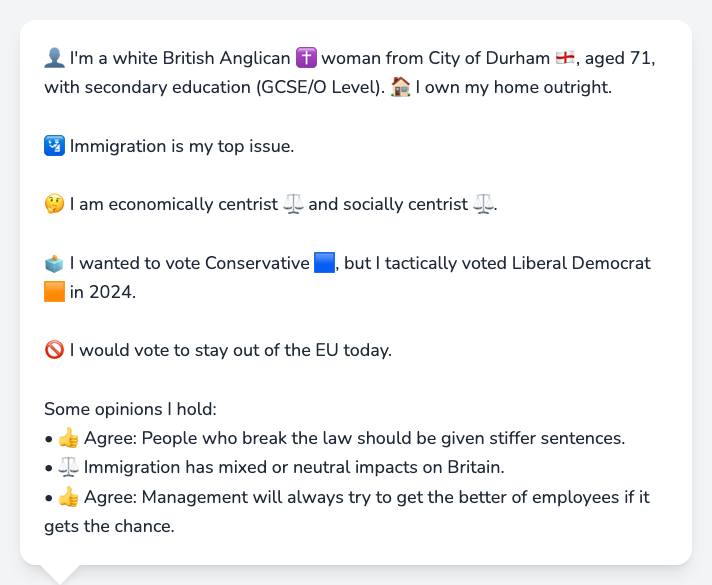 👤 I'm a white British Anglican ✝️ woman from City of Durham 🏴󠁧󠁢󠁥󠁮󠁧󠁿, aged 71,
with secondary education (GCSE/O Level). 🏠 I own my home outright.
🛂 Immigration is my top issue.
🤔 I am economically centrist ⚖️ and socially centrist ⚖️.
🗳️ I wanted to vote Conservative 🟦, but I tactically voted Liberal Democrat
🟧 in 2024.
🚫 I would vote to stay out of the EU today.
Some opinions I hold:
• 👍 Agree: People who break the law should be given stiffer sentences.
• ⚖️ Immigration has mixed or neutral impacts on Britain.
• 👍 Agree: Management will always try to get the better of employees if it
gets the chance.